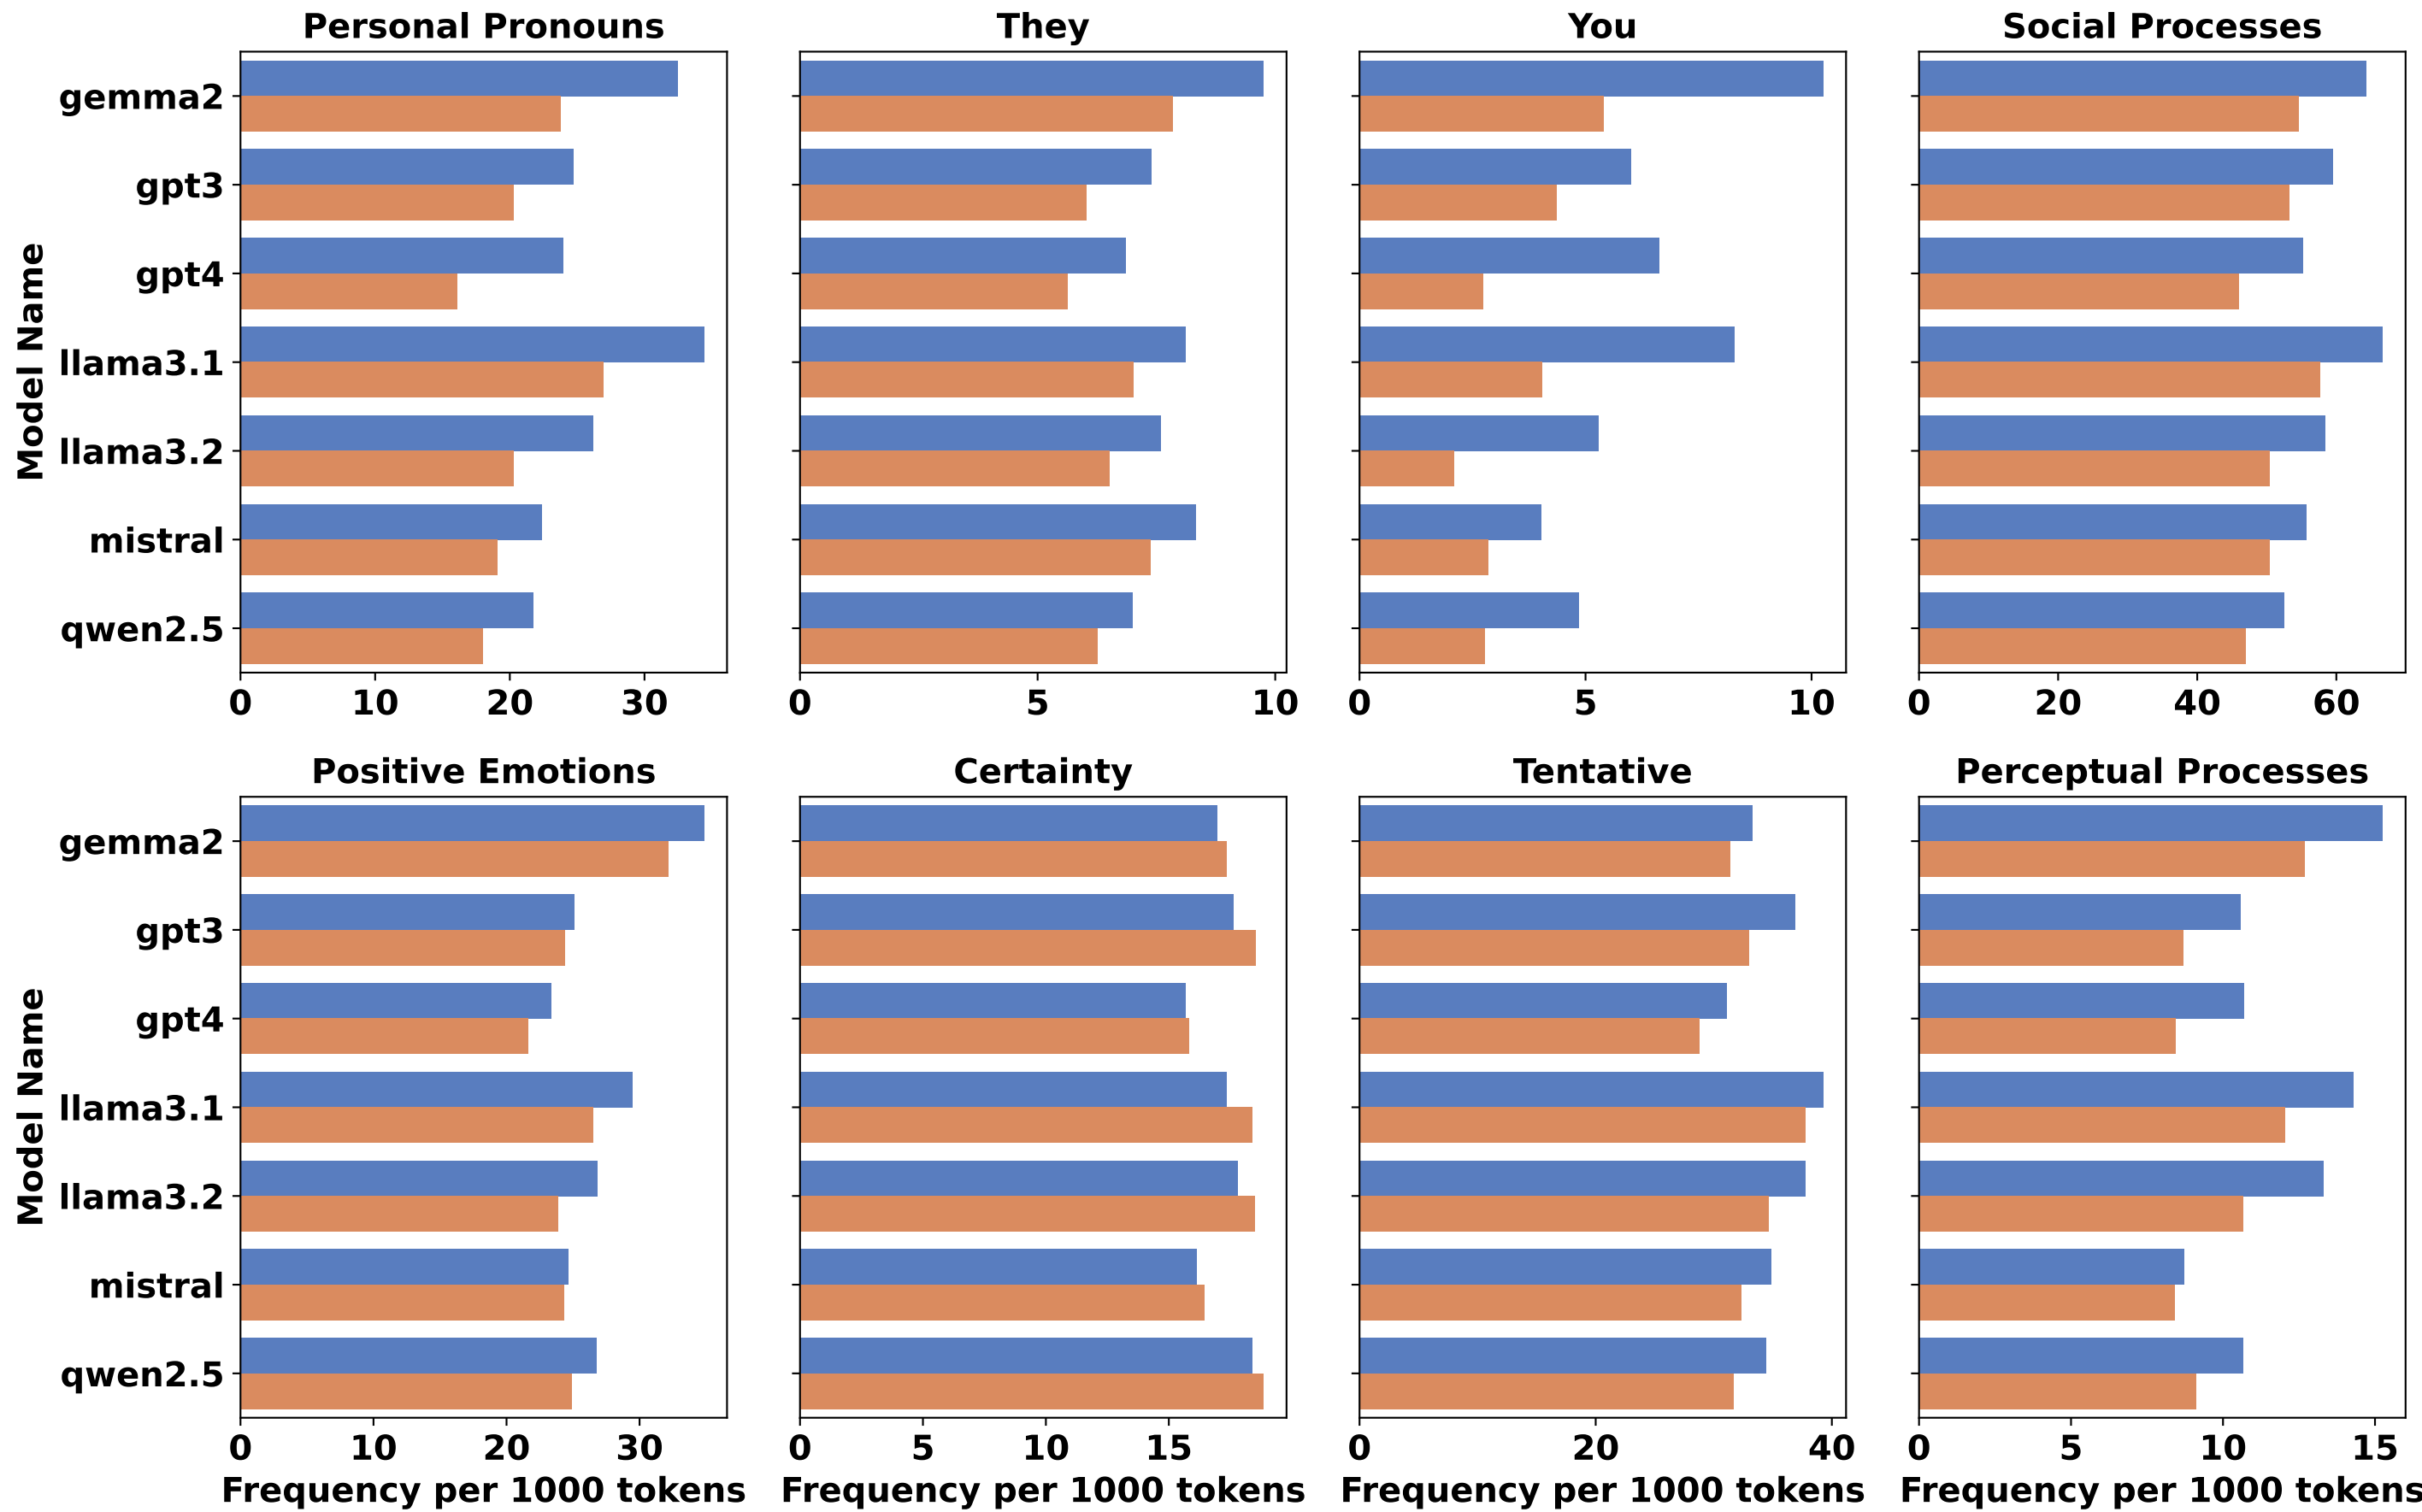 Personal Pronouns
They
You
Social Processes
Model Name
gemma2
gpt3
gpt4
llama3.1
llama3.2
mistral
qwen2.5
0 10 20 30
0 5 10
0 5 10
0 20 40 60
Positive Emotions
Certainty
Tentative
Perceptual Processes
Model Name
gemma2
gpt3
gpt4
llama3.1
llama3.2
mistral
qwen2.5
0 10 20 30
0 5 10 15
0 20 40
0 5 10 15
Frequency per 1000 tokens
Frequency per 1000 tokens
Frequency per 1000 tokens
Frequency per 1000 tokens